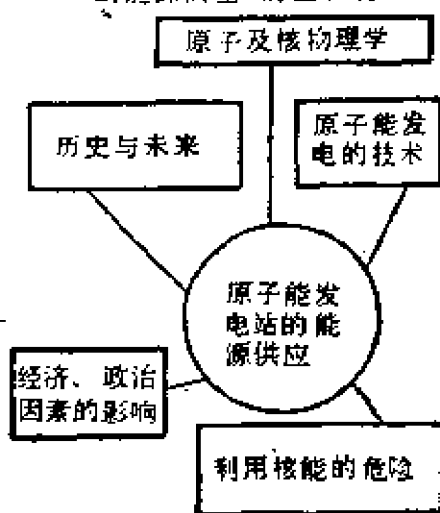 原子及核物理学
历史与未来
原子能发
电的技术
原子能发
电站的能
源供应
经济、政治
因素的影响
利用核能的危险